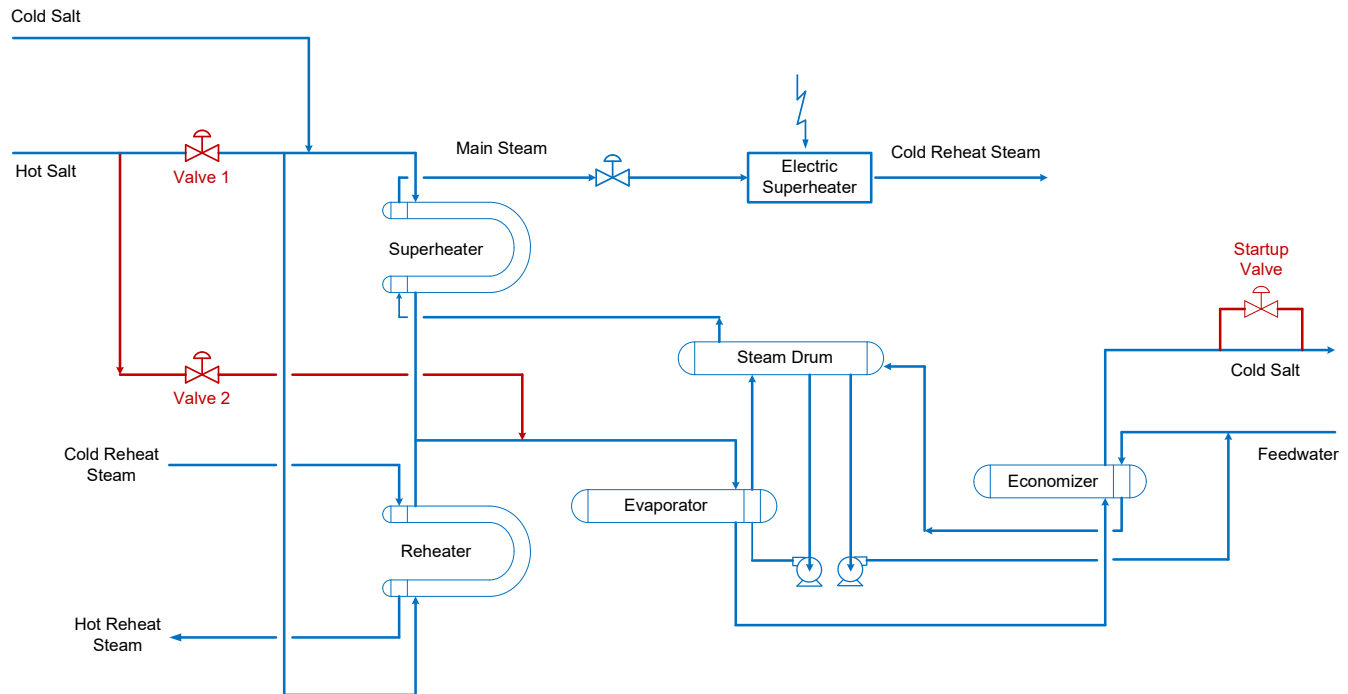 Cold Salt
Hot Salt
Valve 1
Main Steam
Electric
Superheater
Cold Reheat Steam
Superheater
Startup
Valve
Steam Drum
Cold Salt
Valve 2
Cold Reheat
Steam
Feedwater
Economizer
Evaporator
Reheater
Hot Reheat
Steam